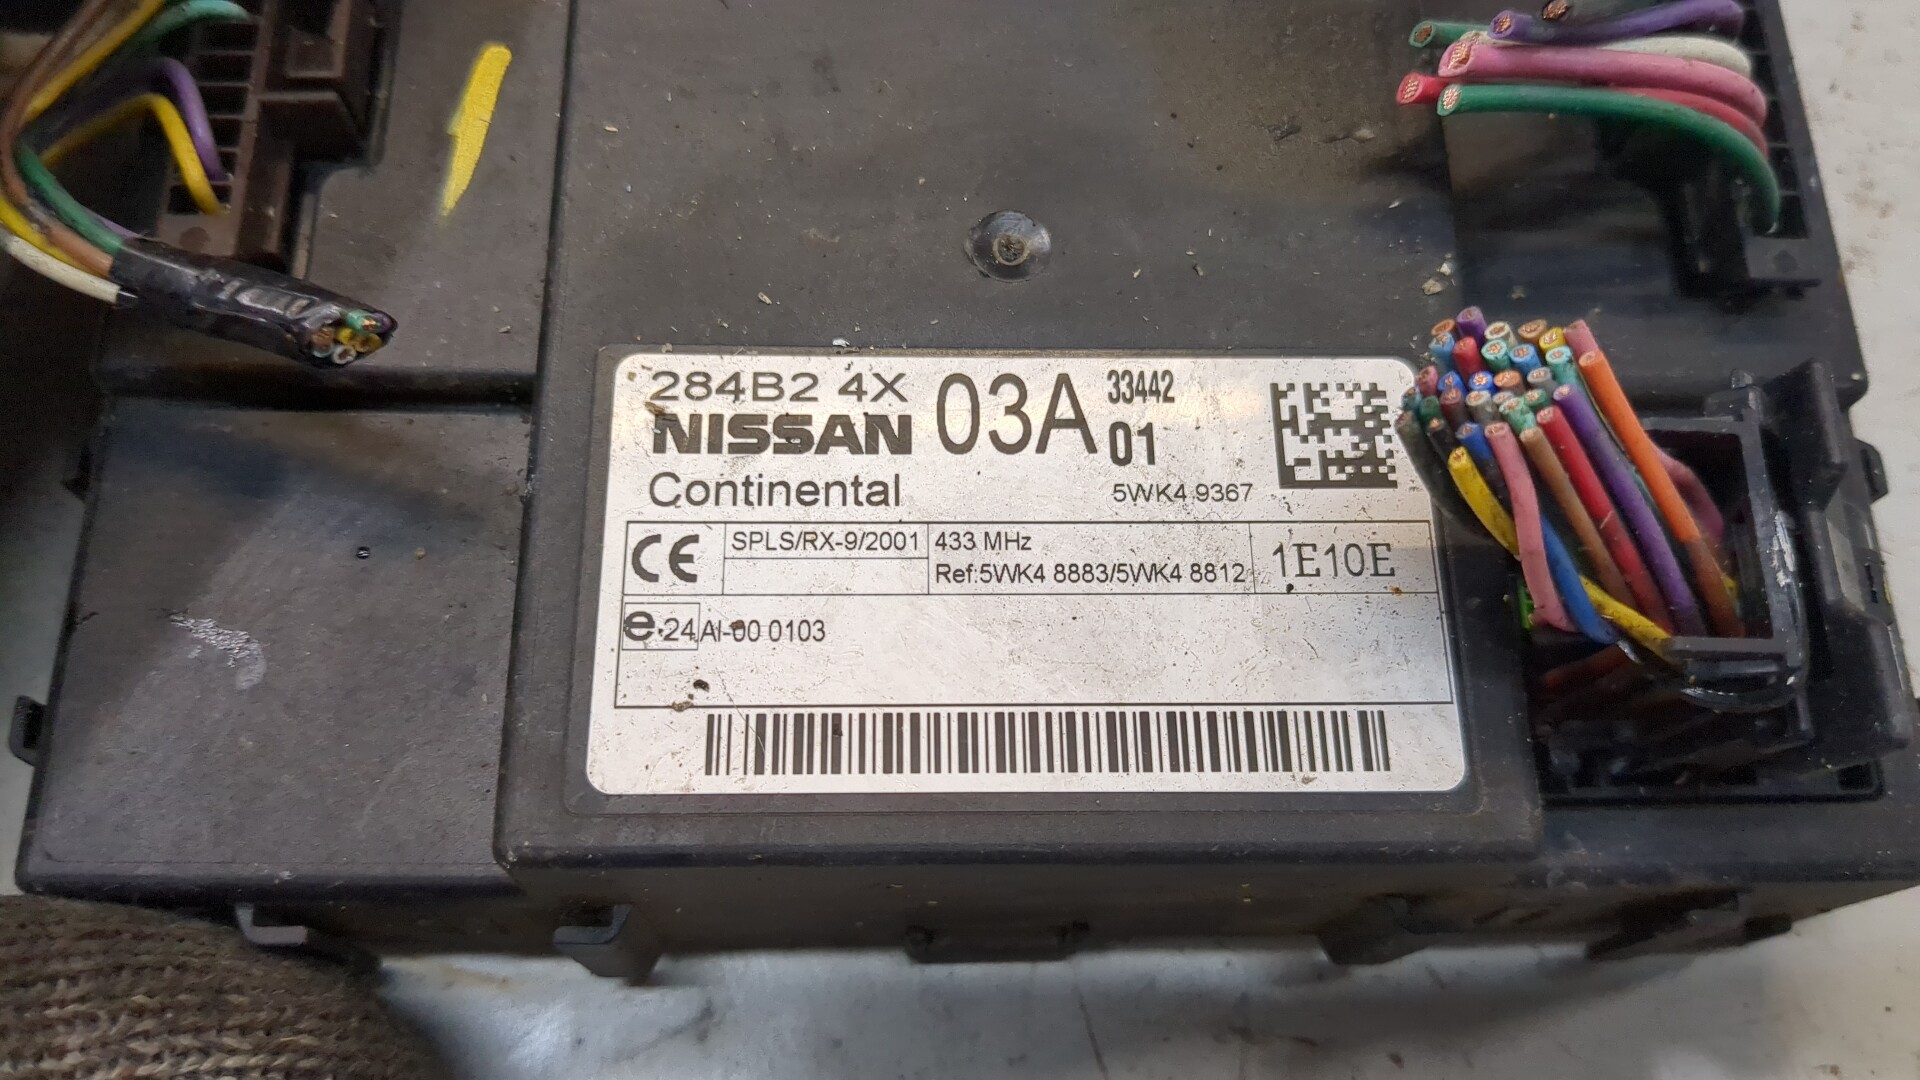 284B2 4X 03A 33442
NISSAN 01
Continental 5WK4 9367
CE SPLS/RX-9/2001 433 MHz 1E10E
Ref:5WK4 8883/5WK4 8812
e 24 AI-00 0103